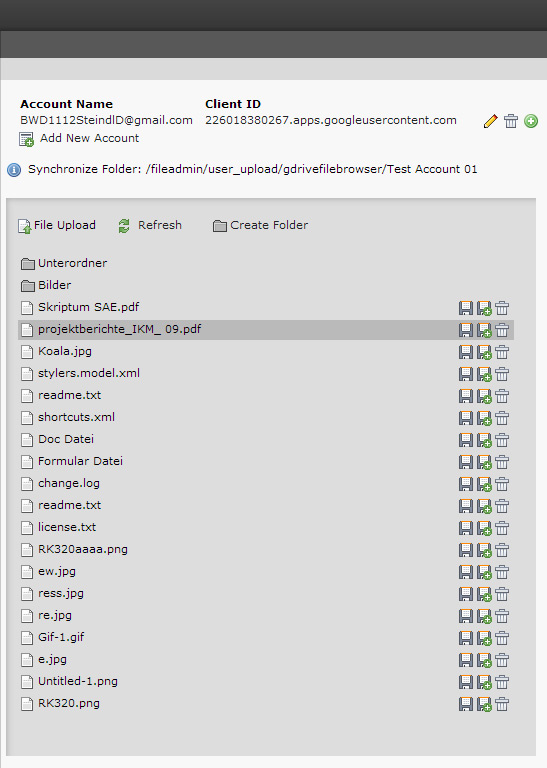 Account Name Client ID
BWD1112SteindlD@gmail.com 226018380267.apps.googleusercontent.com
Add New Account
Synchronize Folder: /fileadmin/user_upload/gdrivefilebrowser/Test Account 01
File Upload Refresh Create Folder
Unterordner
Bilder
Skriptum SAE.pdf
projektberichte_IKM_ 09.pdf
Koala.jpg
stylers.model.xml
readme.txt
shortcuts.xml
Doc Datei
Formular Datei
change.log
readme.txt
license.txt
RK320aaaa.png
ew.jpg
ress.jpg
re.jpg
Gif-1.gif
e.jpg
Untitled-1.png
RK320.png